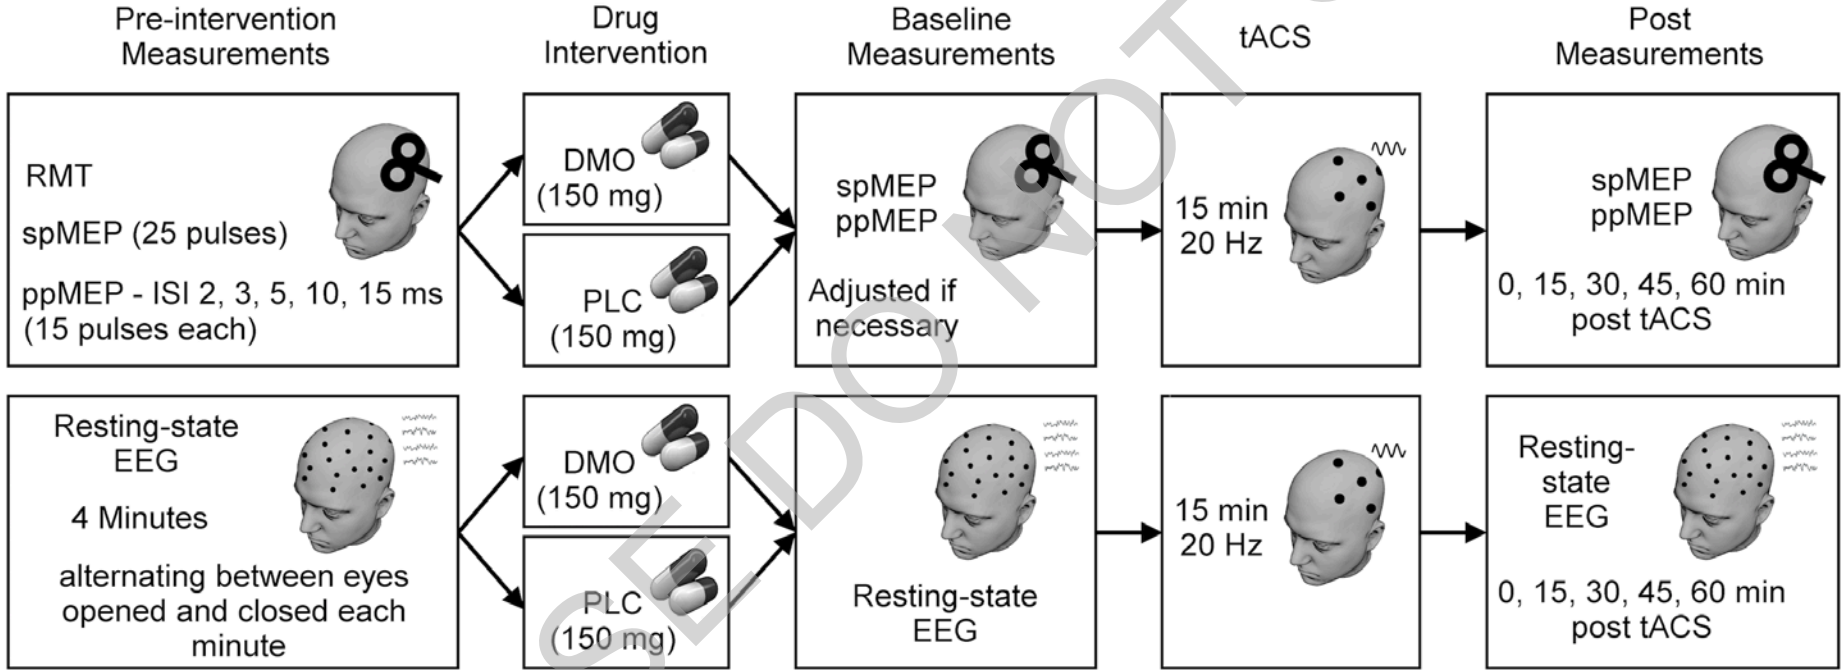 Pre-intervention
Measurements
Drug
Intervention
Baseline
Measurements
tACS
Post
Measurements
RMT
spMEP (25 pulses)
ppMEP - ISI 2, 3, 5, 10, 15 ms
(15 pulses each)
DMO
(150 mg)
PLC
(150 mg)
spMEP
ppMEP
Adjusted if
necessary
15 min
20 Hz
spMEP
ppMEP
0, 15, 30, 45, 60 min
post tACS
Resting-state
EEG
4 Minutes
alternating between eyes
opened and closed each
minute
DMO
(150 mg)
PLC
(150 mg)
Resting-state
EEG
15 min
20 Hz
Resting-
state
EEG
0, 15, 30, 45, 60 min
post tACS
SE DO NOT